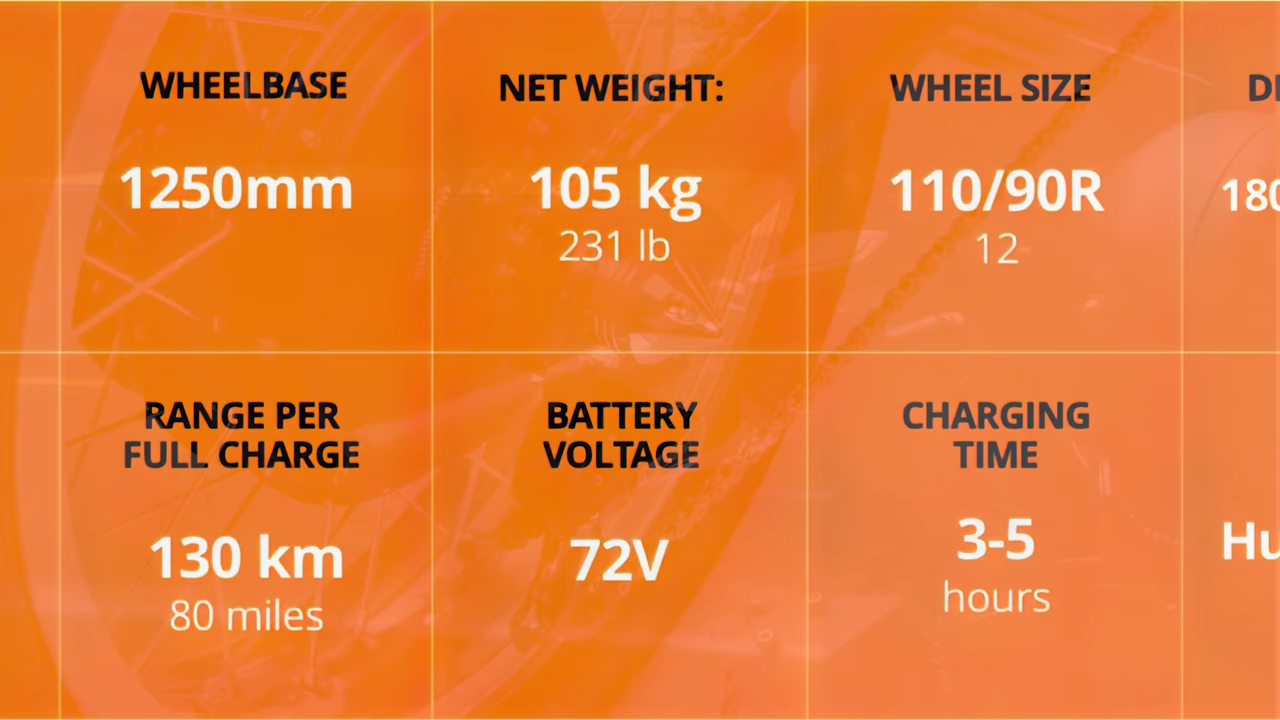 WHEELBASE
1250mm
NET WEIGHT:
105 kg
231 lb
WHEEL SIZE
110/90R
12
180
RANGE PER
FULL CHARGE
130 km
80 miles
BATTERY
VOLTAGE
72V
CHARGING
TIME
3-5
hours